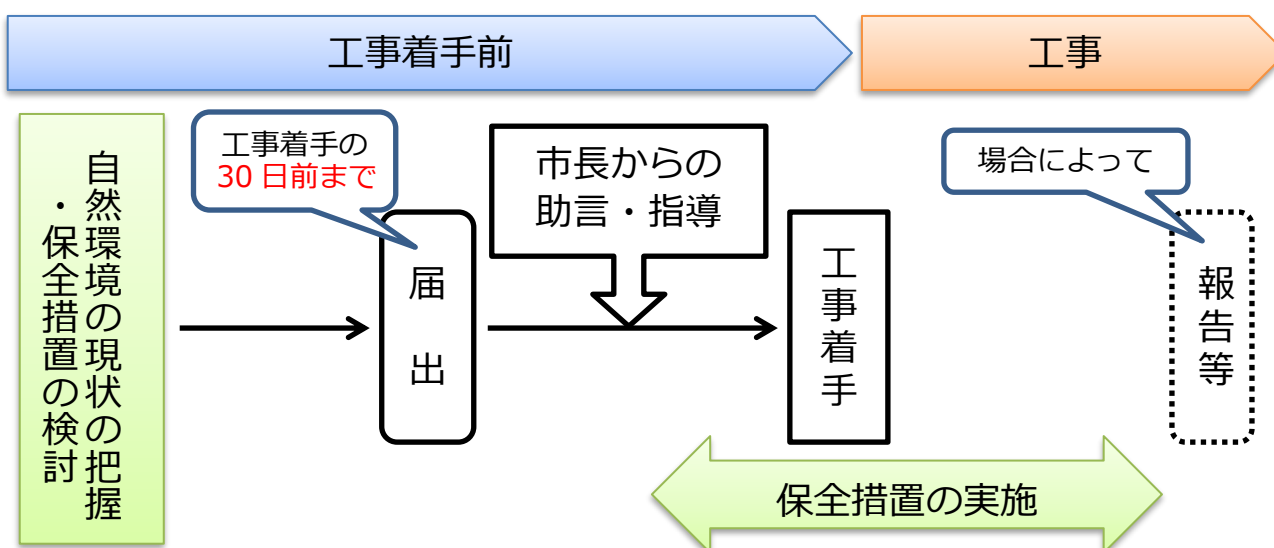 工事着手前
工事
自然環境の現状の把握
・保全措置の検討
工事着手の
30日前まで
届出
市長からの
助言・指導
工事着手
場合によって
報告等
保全措置の実施